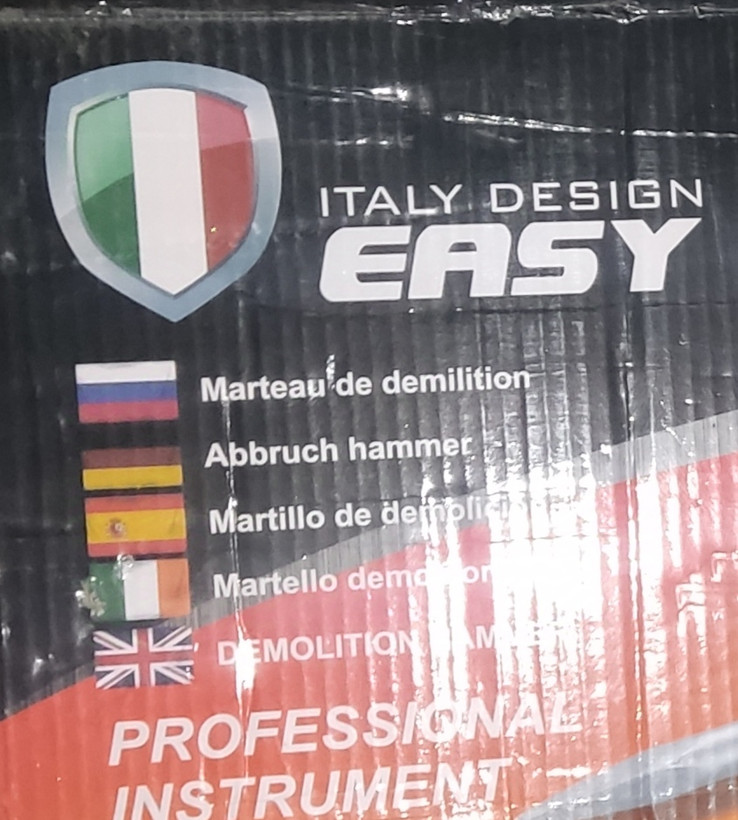 ITALY DESIGN
EASY
Marteau de demilition
Abbruch hammer
Martillo de
Martello
DEMOLITION
PROFESSIONAL
INSTRUMENT